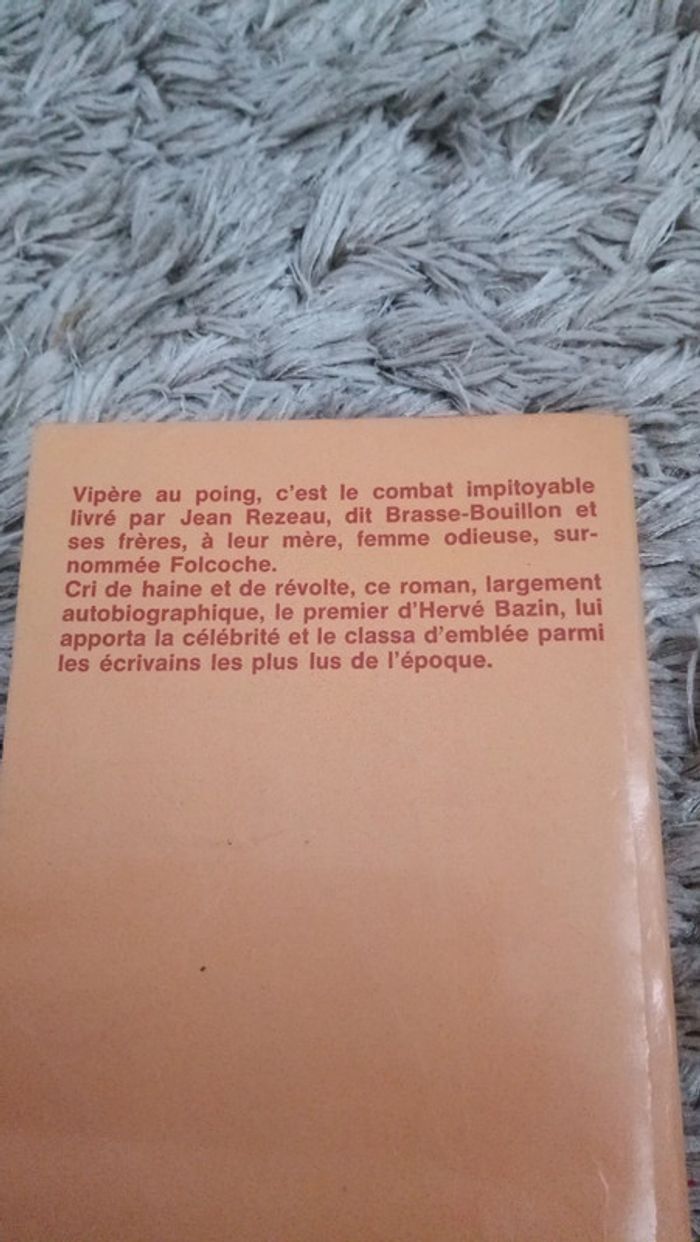 Vipère au poing, c'est le combat impitoyable
livré par Jean Rezeau, dit Brasse-Bouillon et
ses frères, à leur mère, femme odieuse, sur-
nommée Folcoche.
Cri de haine et de révolte, ce roman, largement
autobiographique, le premier d'Hervé Bazin, lui
apporta la célébrité et le classa d'emblée parmi
les écrivains les plus lus de l'époque.